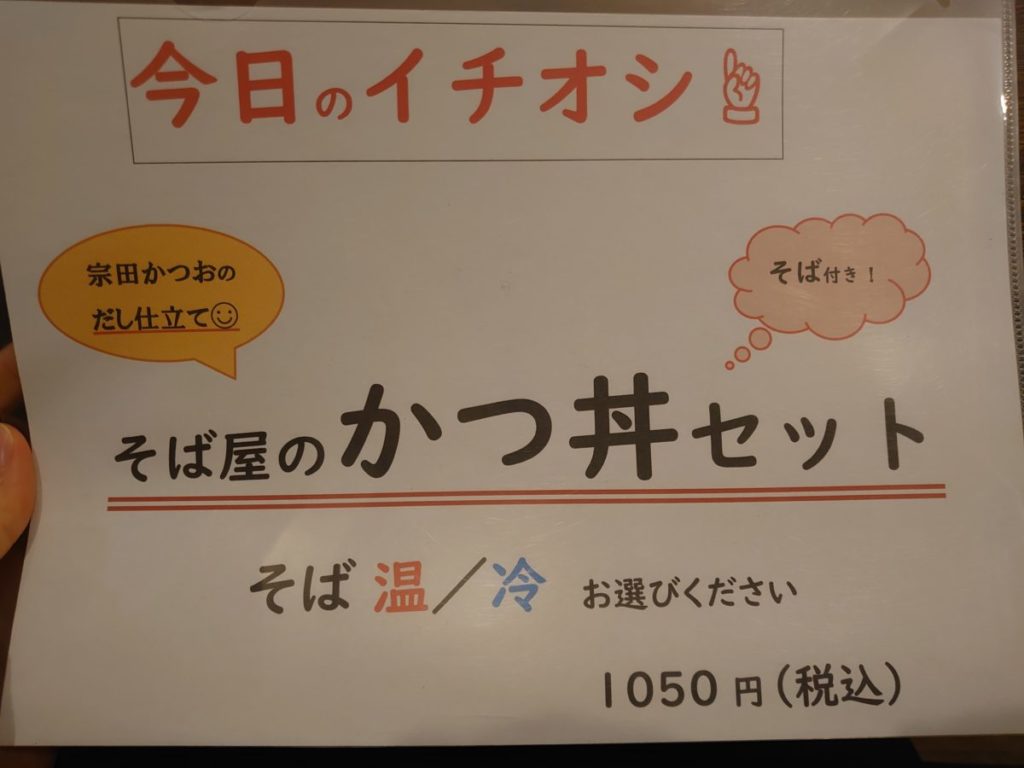 今日のイチオシ☝
宗田かつおの
だし仕立て☺
そば付き！
そば屋のかつ丼セット
そば 温／冷 お選びください
1050円（税込）